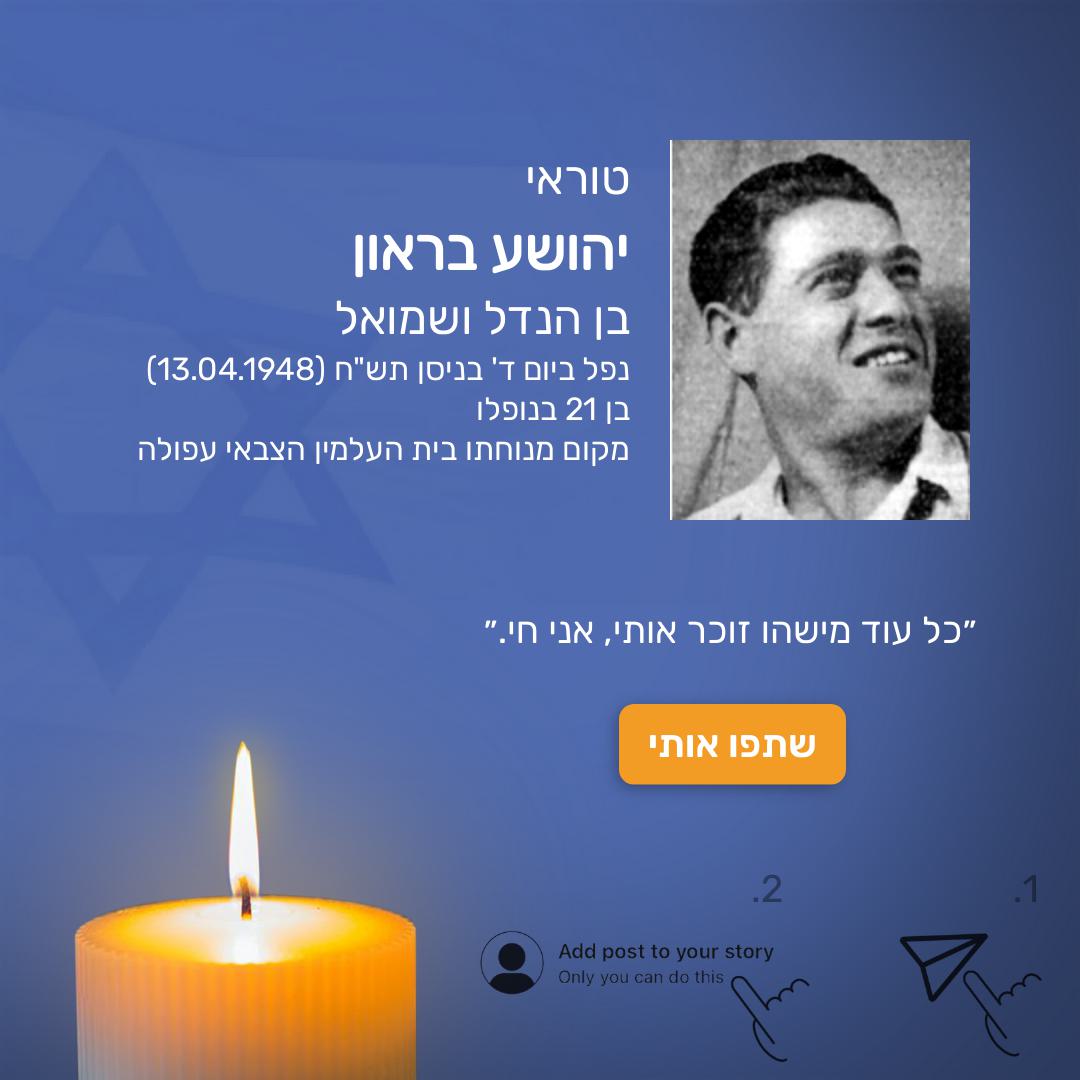 טוראי
יהושע בראון
בן הנדל ושמואל
נפל ביום ד' בניסן תש"ח (13.04.1948)
בן 21 בנופלו
מקום מנוחתו בית העלמין הצבאי עפולה
״כל עוד מישהו זוכר אותי, אני חי.״
שתפו אותי
1.
2.
Add post to your story
Only you can do this